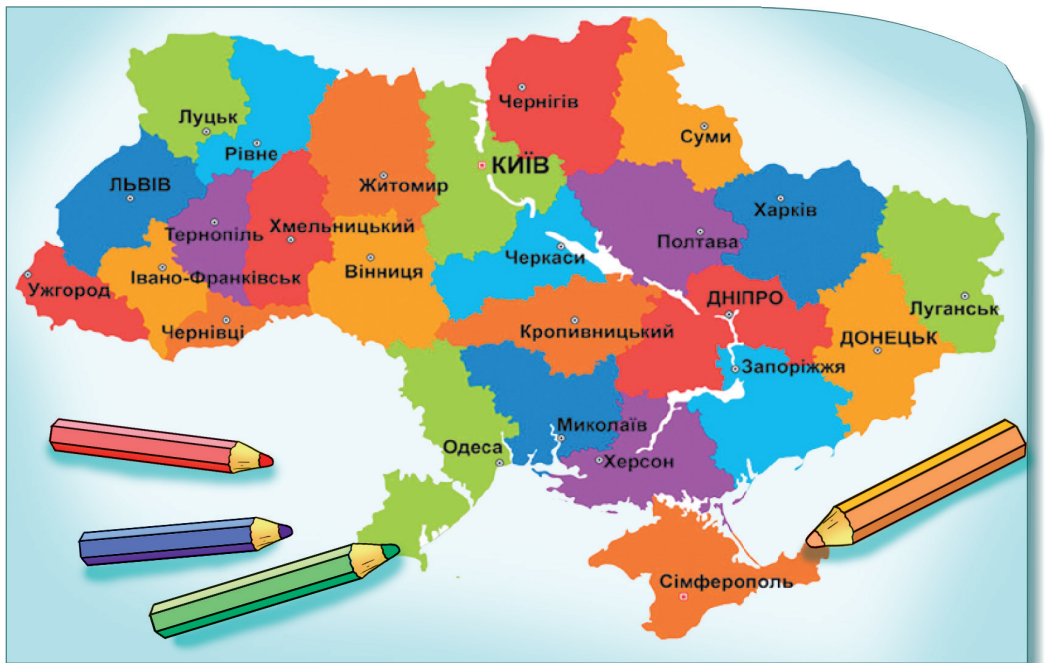 Чернігів
Луцьк
Суми
Рівне
КИЇВ
Житомир
ЛЬВІВ
Харків
Хмельницький
Тернопіль
Полтава
Черкаси
Вінниця
Івано-Франківськ
Ужгород
ДНІПРО
Луганськ
Чернівці
Кропивницький
ДОНЕЦЬК
Запоріжжя
Миколаїв
Одеса
Херсон
Сімферополь